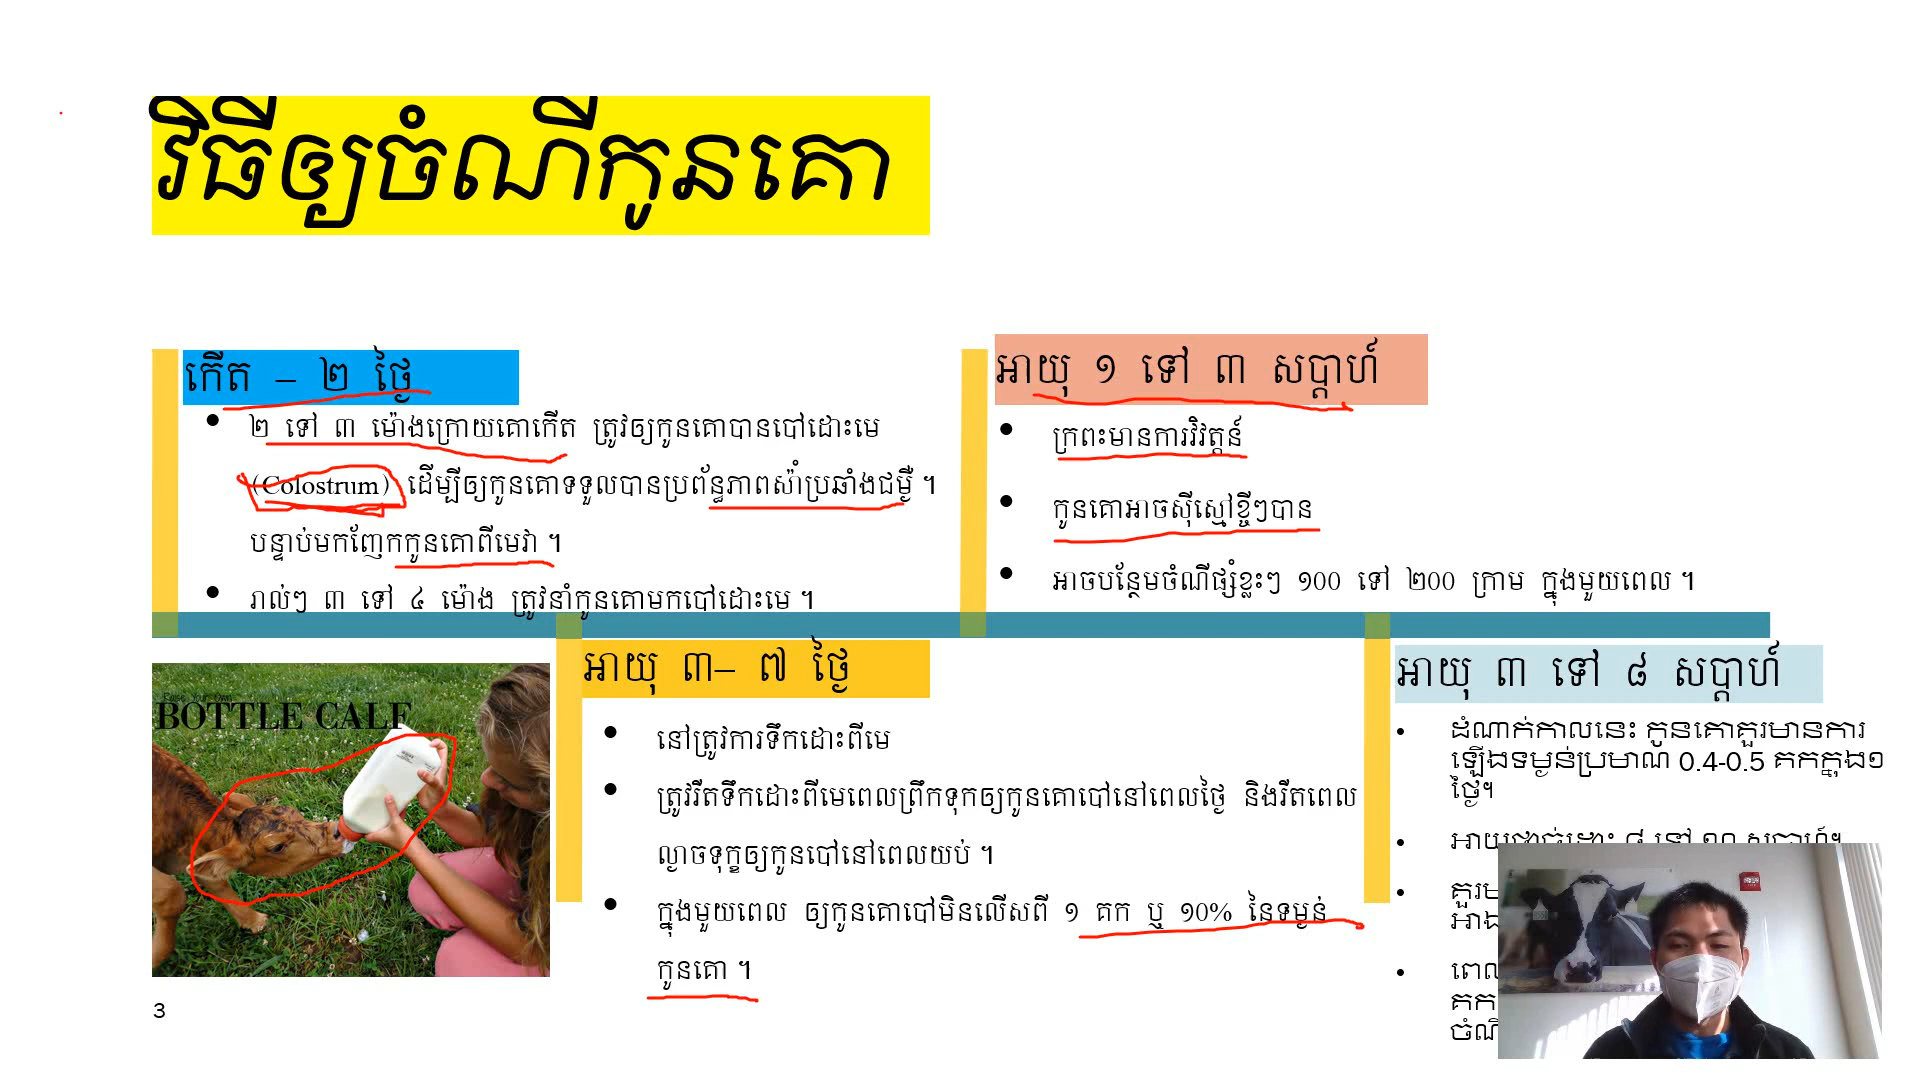 វិធីឲ្យចំណីកូនគោ
កើត – ២ ថ្ងៃ
• ២ ទៅ ៣ ម៉ោងក្រោយគោកើត ត្រូវឲ្យកូនគោបានបៅដោះមេ
(Colostrum) ដើម្បីឲ្យកូនគោទទួលបានប្រព័ន្ធភាពស៊ាំប្រឆាំងជម្ងឺ ។
បន្ទាប់មកញែកកូនគោពីមេវា ។
• រាល់ៗ ៣ ទៅ ៤ ម៉ោង ត្រូវនាំកូនគោមកបៅដោះមេ ។
អាយុ ១ ទៅ ៣ សប្តាហ៍
• ក្រពះមានការវិវត្តន៍
• កូនគោអាចស៊ីស្មៅខ្ចីៗបាន
• អាចបន្ថែមចំណីផ្សំខ្លះៗ ១00 ទៅ ២00 ក្រាម ក្នុងមួយពេល ។
BOTTLE CALF
អាយុ ៣– ៧ ថ្ងៃ
• នៅត្រូវការទឹកដោះពីមេ
• ត្រូវរឹតទឹកដោះពីមេពេលព្រឹកទុកឲ្យកូនគោបៅនៅពេលថ្ងៃ និងរឹតពេល
ល្ងាចទុក្ខឲ្យកូនបៅនៅពេលយប់ ។
• ក្នុងមួយពេល ឲ្យកូនគោបៅមិនលើសពី ១ គក ឬ ១0% នៃទម្ងន់
កូនគោ ។
អាយុ ៣ ទៅ ៨ សប្តាហ៍
• ដំណាក់កាលនេះ កូនគោគួរមានការ
ឡើងទម្ងន់ប្រមាណ 0.4-0.5 គកក្នុង១
ថ្ងៃ។
3